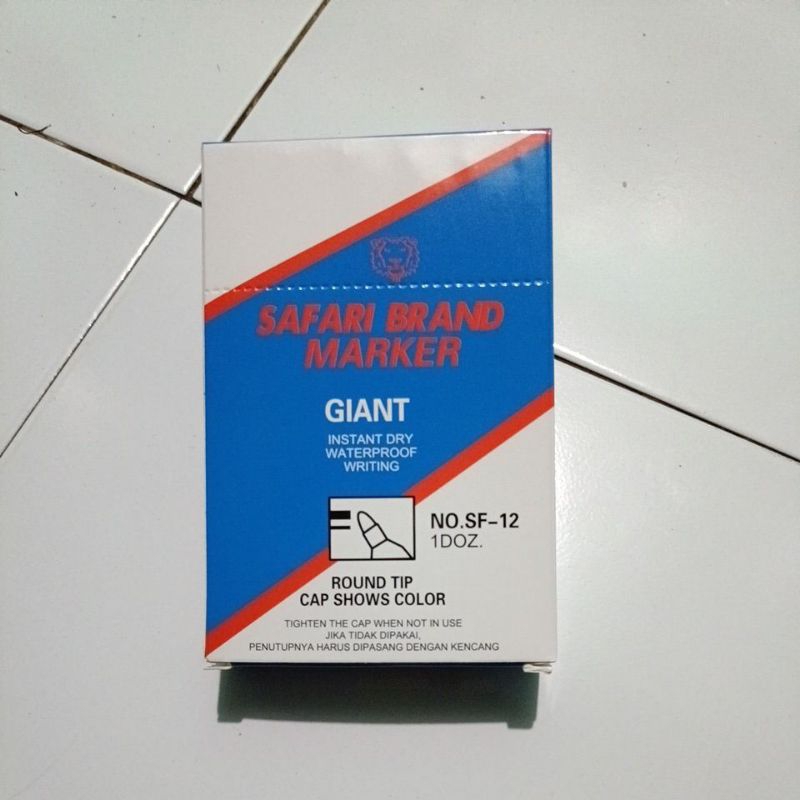 SAFARI BRAND
MARKER
GIANT
INSTANT DRY
WATERPROOF
WRITING
NO.SF-12
1DOZ.
ROUND TIP
CAP SHOWS COLOR
TIGHTEN THE CAP WHEN NOT IN USE
JIKA TIDAK DIPAKAI,
PENUTUPNYA HARUS DIPASANG DENGAN KENCANG